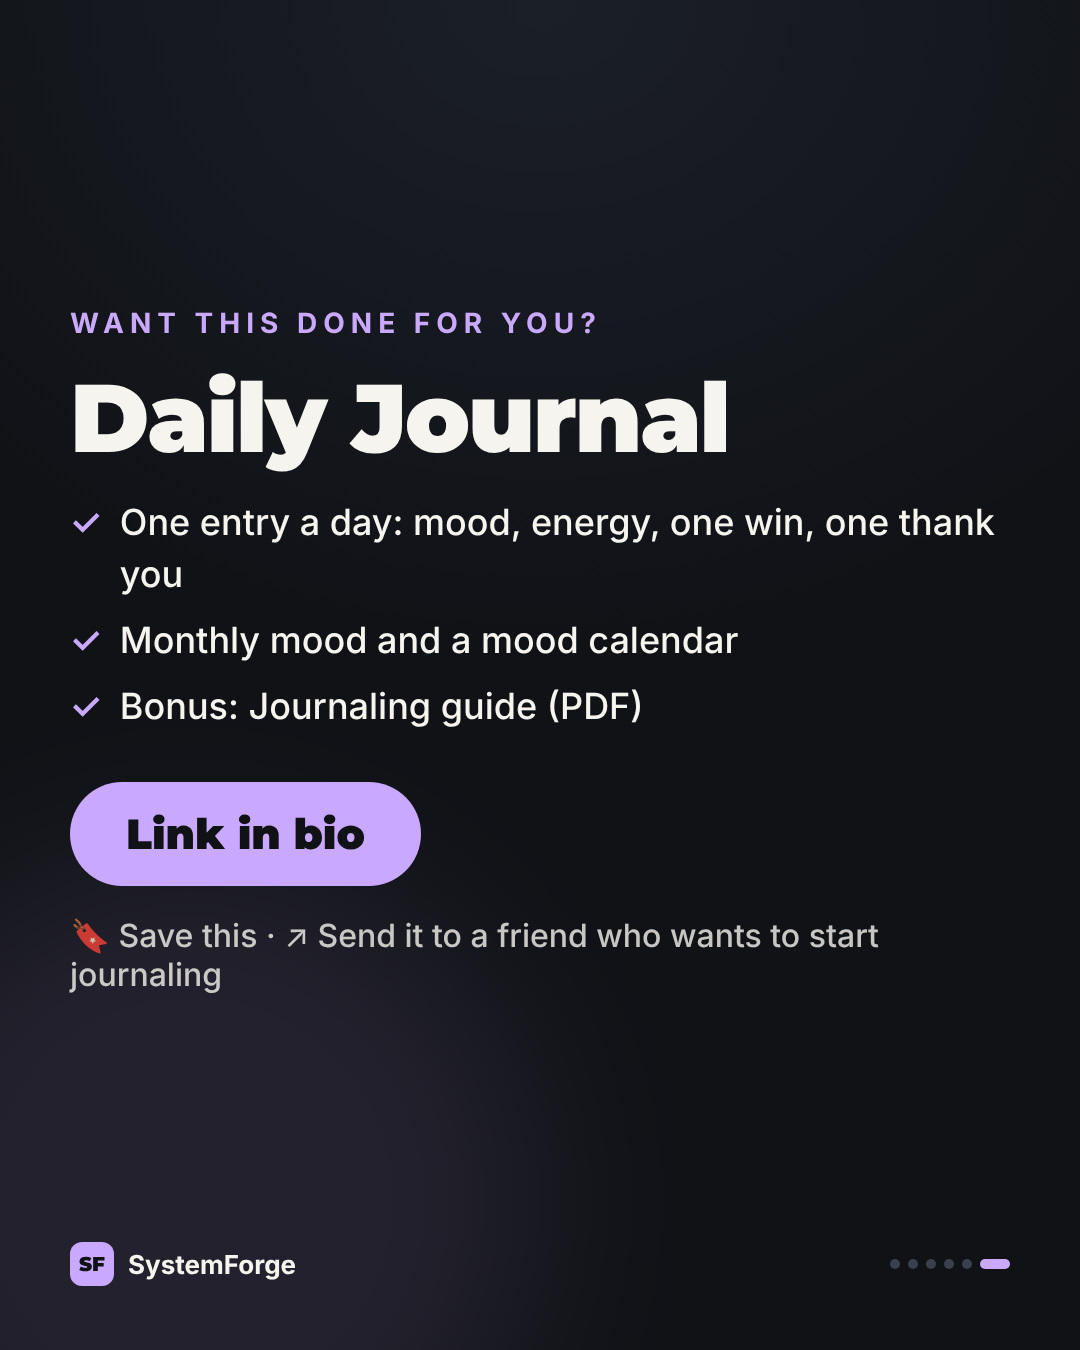 WANT THIS DONE FOR YOU?
Daily Journal
✓ One entry a day: mood, energy, one win, one thank
you
✓ Monthly mood and a mood calendar
✓ Bonus: Journaling guide (PDF)
Link in bio
🔖 Save this · ↗ Send it to a friend who wants to start
journaling
SF SystemForge